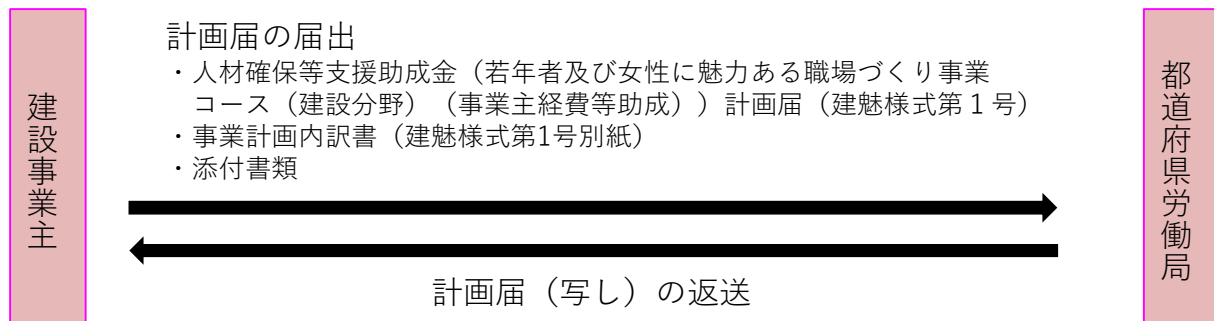 建設事業主
計画届の届出
・人材確保等支援助成金（若年者及び女性に魅力ある職場づくり事業
コース（建設分野）（事業主経費等助成））計画届（建魅様式第１号）
・事業計画内訳書（建魅様式第1号別紙）
・添付書類
計画届（写し）の返送
都道府県労働局